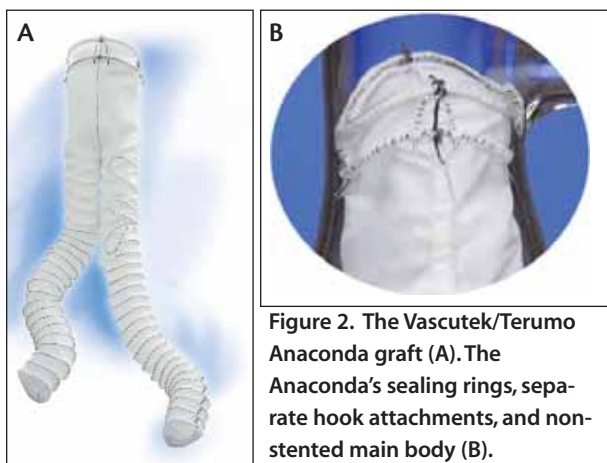 A
B
Figure 2. The Vascutek/Terumo
Anaconda graft (A). The
Anaconda's sealing rings, sepa-
rate hook attachments, and non-
stented main body (B).